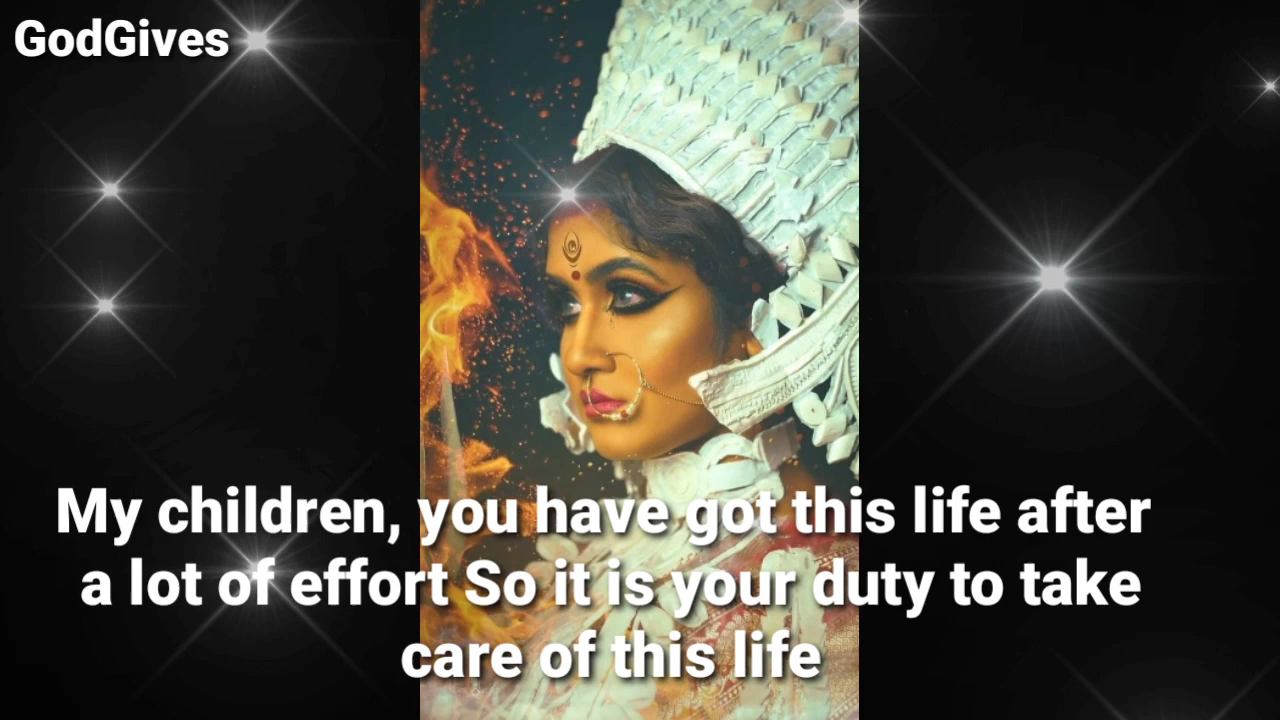 GodGives
My children, you have got this life after
a lot of effort So it is your duty to take
care of this life